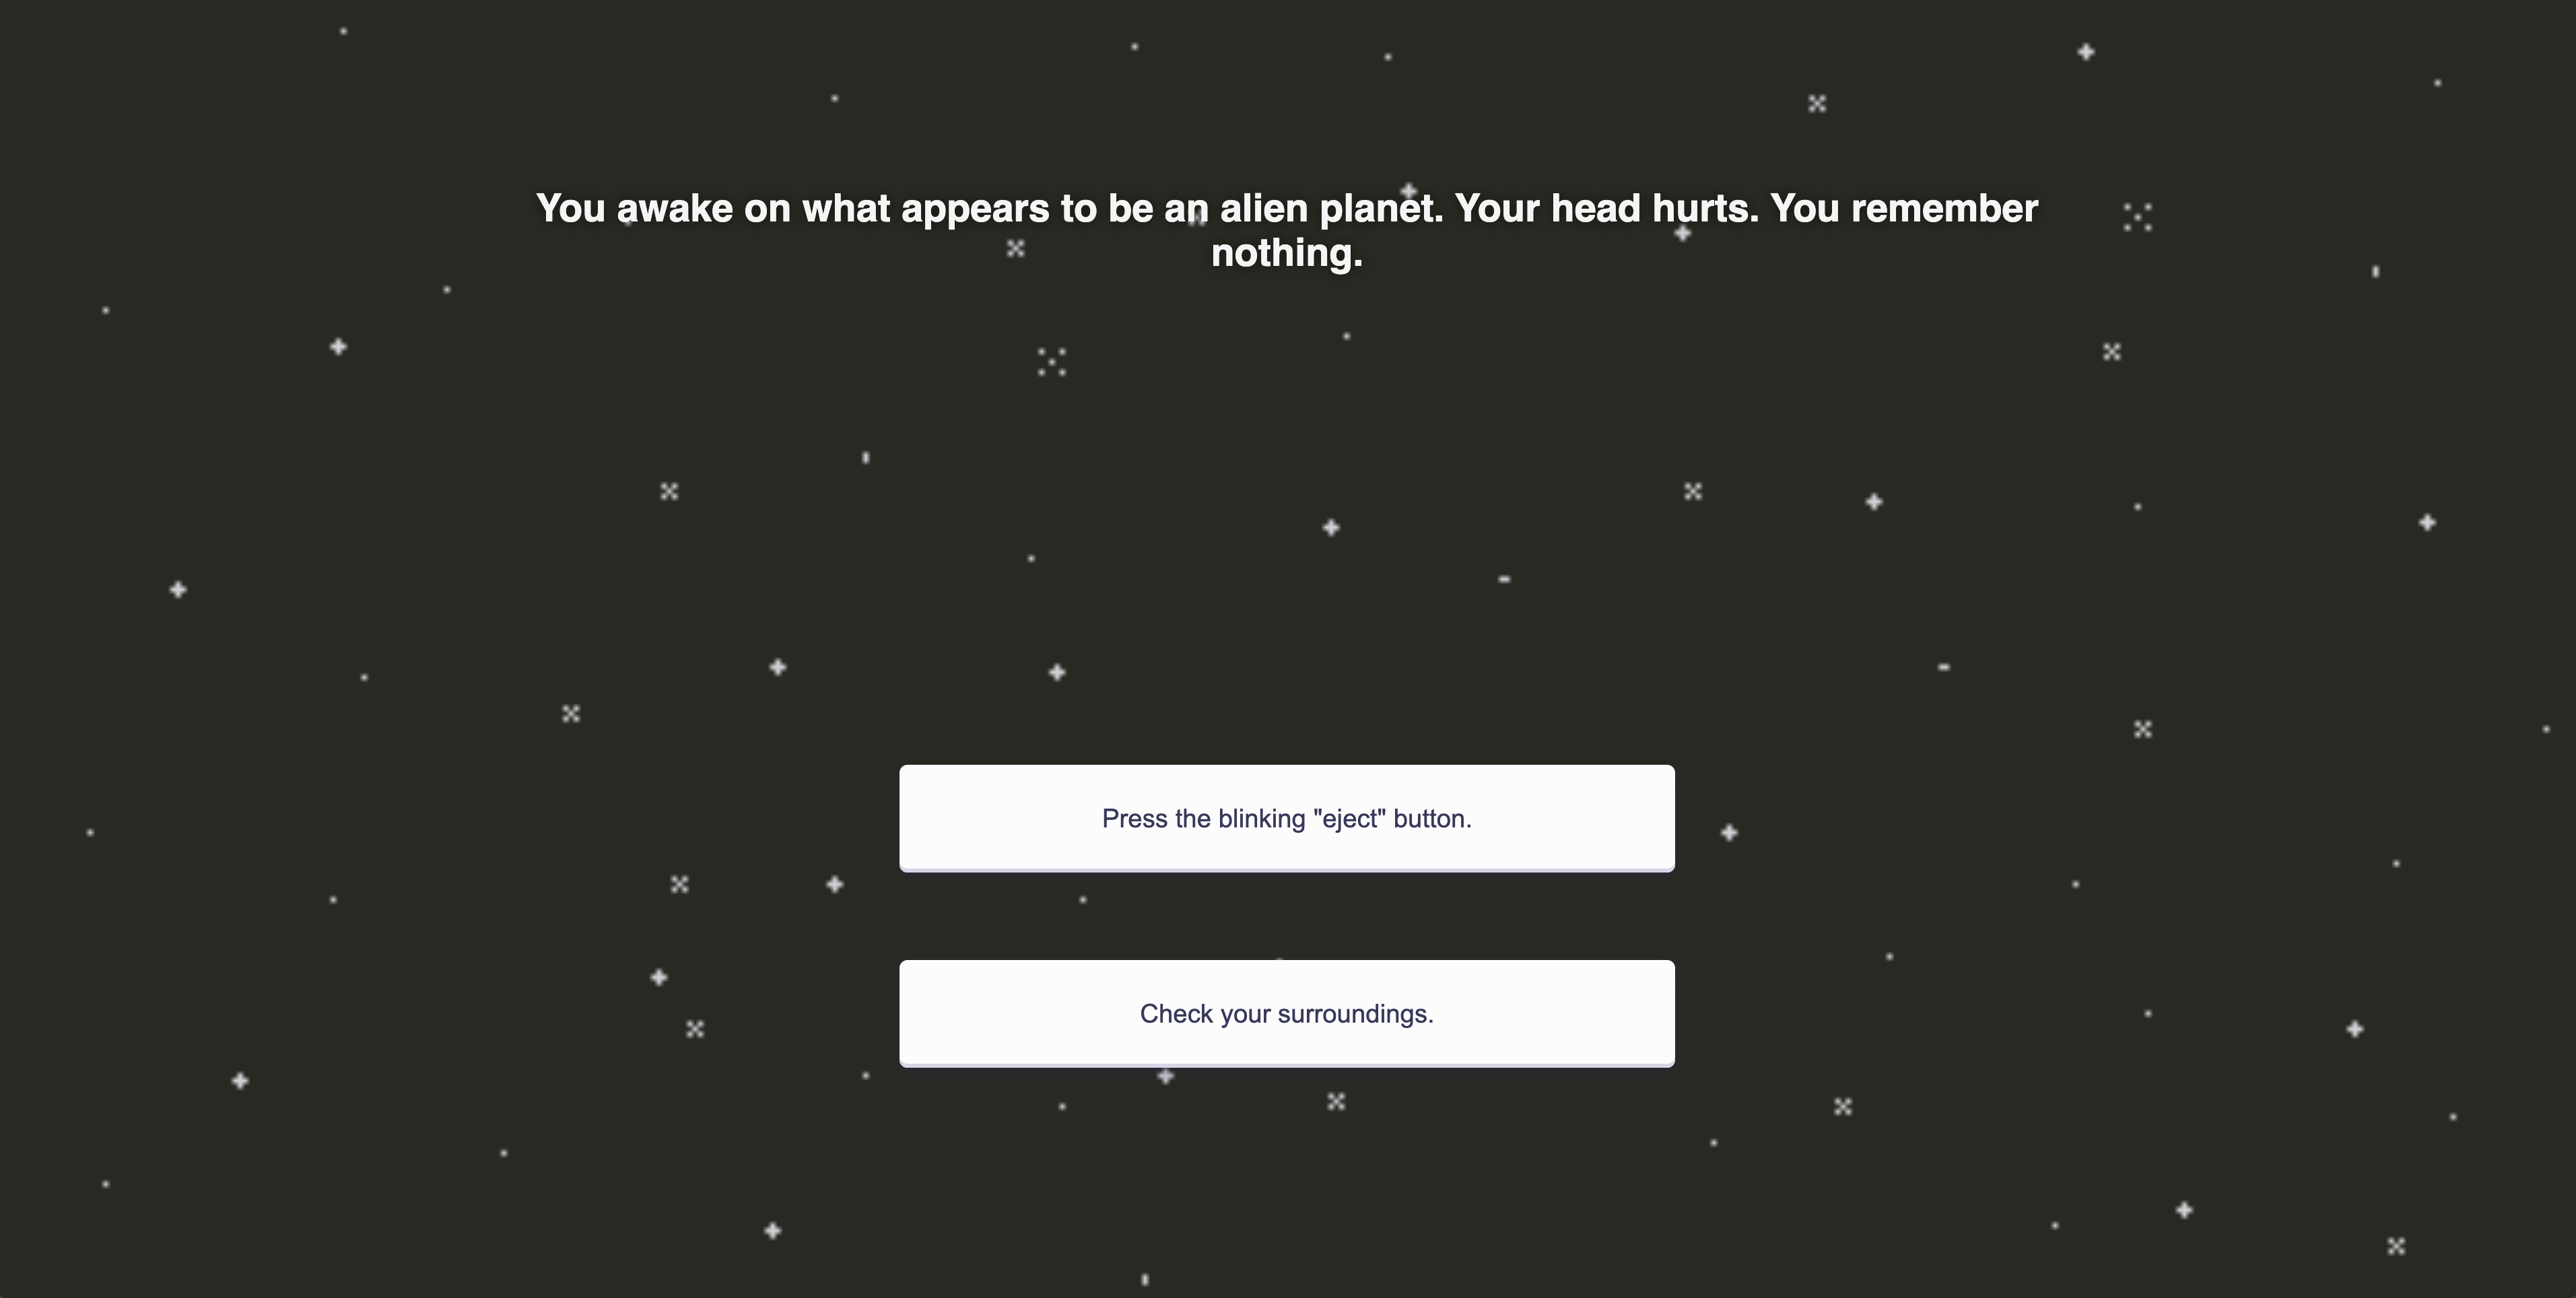 You awake on what appears to be an alien planet. Your head hurts. You remember
nothing.
Press the blinking "eject" button.
Check your surroundings.